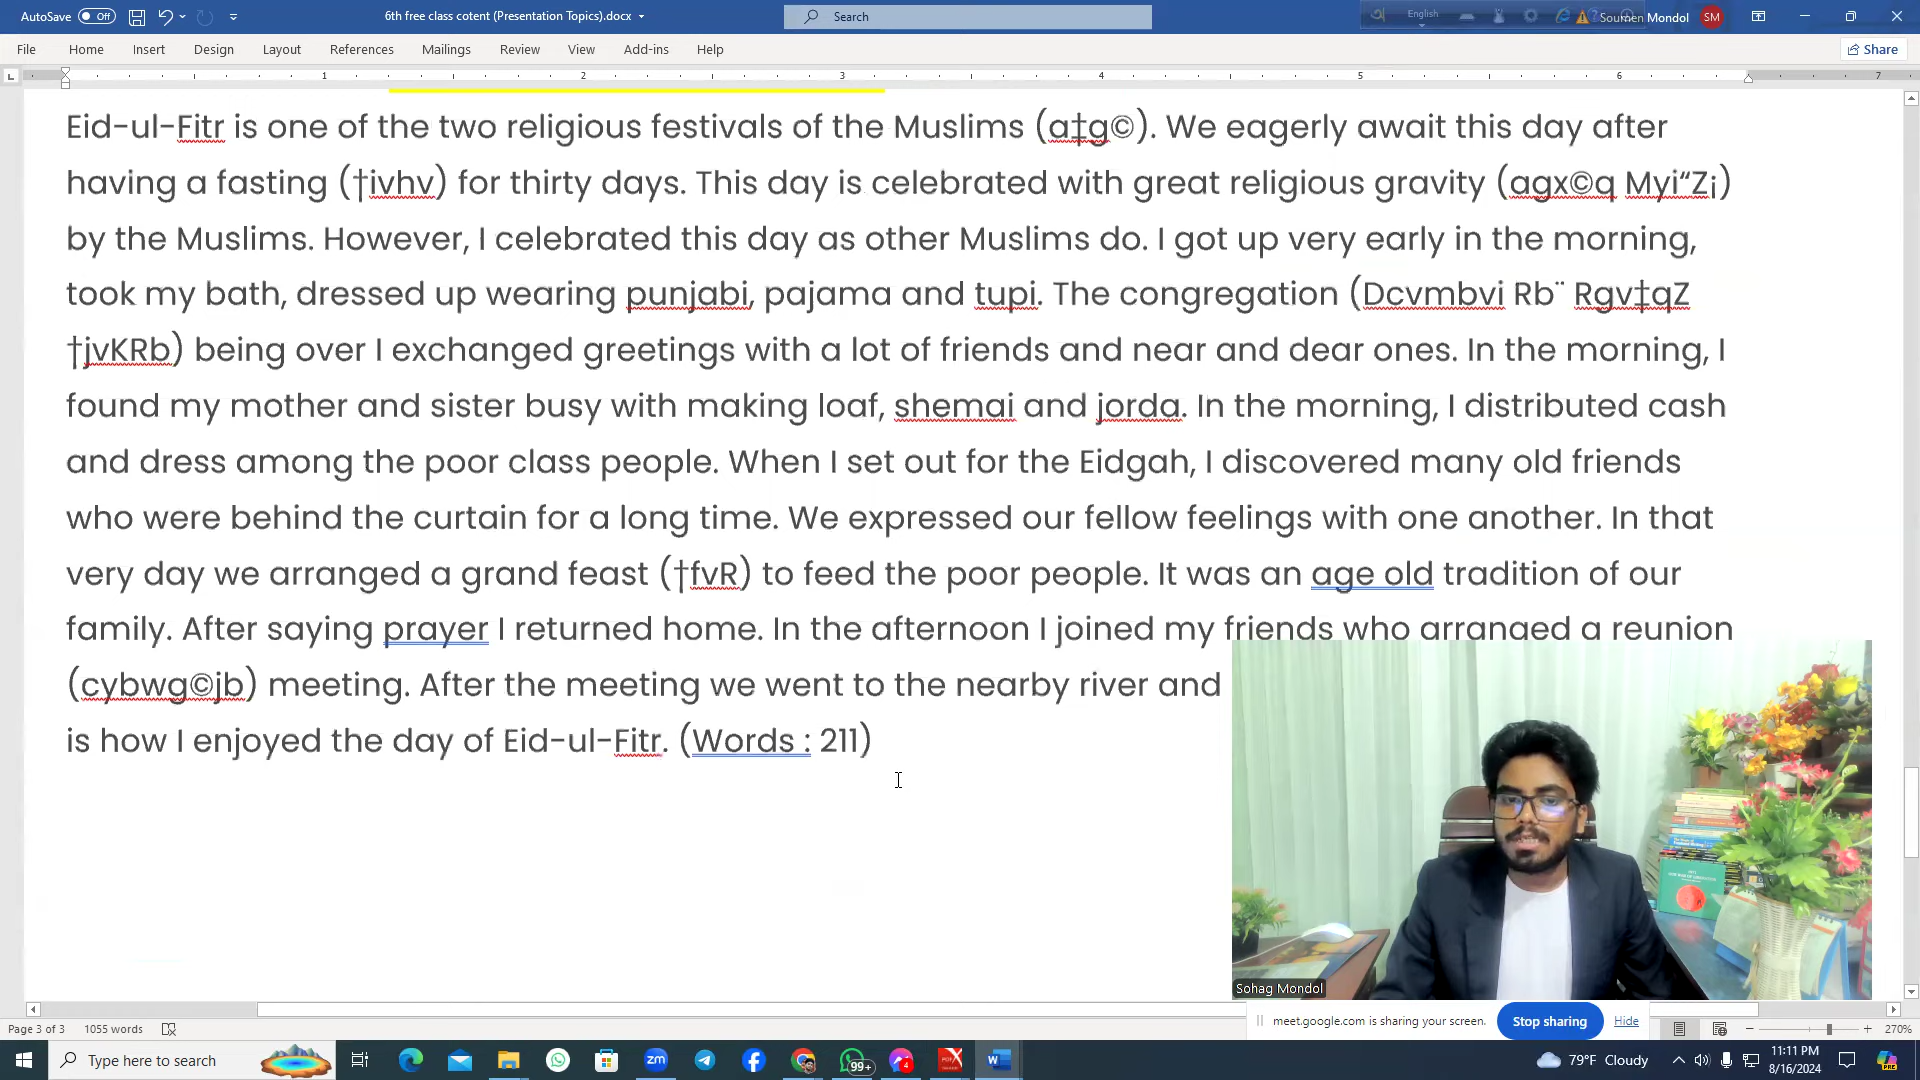 AutoSave Off 6th free class cotent (Presentation Topics).docx Search English Soumen Mondol SM
File Home Insert Design Layout References Mailings Review View Add-ins Help Share
1 2 3 4 5 6 7
Eid-ul-Fitr is one of the two religious festivals of the Muslims (a‡g©). We eagerly await this day after
having a fasting (†ivhv) for thirty days. This day is celebrated with great religious gravity (agx©q Myi“Z¡)
by the Muslims. However, I celebrated this day as other Muslims do. I got up very early in the morning,
took my bath, dressed up wearing punjabi, pajama and tupi. The congregation (Dcvmbvi Rb¨ Rgv‡qZ
†jvKRb) being over I exchanged greetings with a lot of friends and near and dear ones. In the morning, I
found my mother and sister busy with making loaf, shemai and jorda. In the morning, I distributed cash
and dress among the poor class people. When I set out for the Eidgah, I discovered many old friends
who were behind the curtain for a long time. We expressed our fellow feelings with one another. In that
very day we arranged a grand feast (†fvR) to feed the poor people. It was an age old tradition of our
family. After saying prayer I returned home. In the afternoon I joined my friends who arranged a reunion
(cybwg©jb) meeting. After the meeting we went to the nearby river and
is how I enjoyed the day of Eid-ul-Fitr. (Words : 211)
Sohag Mondol
meet.google.com is sharing your screen. Stop sharing Hide
Page 3 of 3 1055 words 270%
Type here to search 99+ 4 79°F Cloudy 11:11 PM
8/16/2024